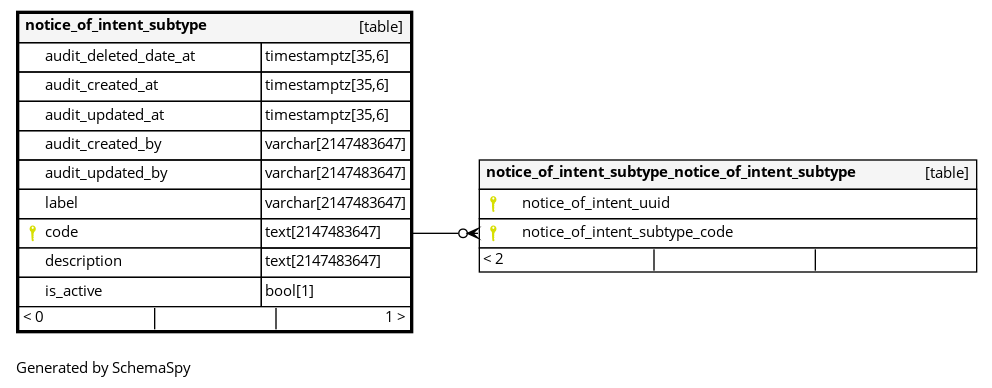 notice_of_intent_subtype [table]
audit_deleted_date_at timestamptz[35,6]
audit_created_at timestamptz[35,6]
audit_updated_at timestamptz[35,6]
audit_created_by varchar[2147483647]
audit_updated_by varchar[2147483647]
label varchar[2147483647]
code text[2147483647]
description text[2147483647]
is_active bool[1]
< 0 1 >
notice_of_intent_subtype_notice_of_intent_subtype [table]
notice_of_intent_uuid
notice_of_intent_subtype_code
< 2
Generated by SchemaSpy